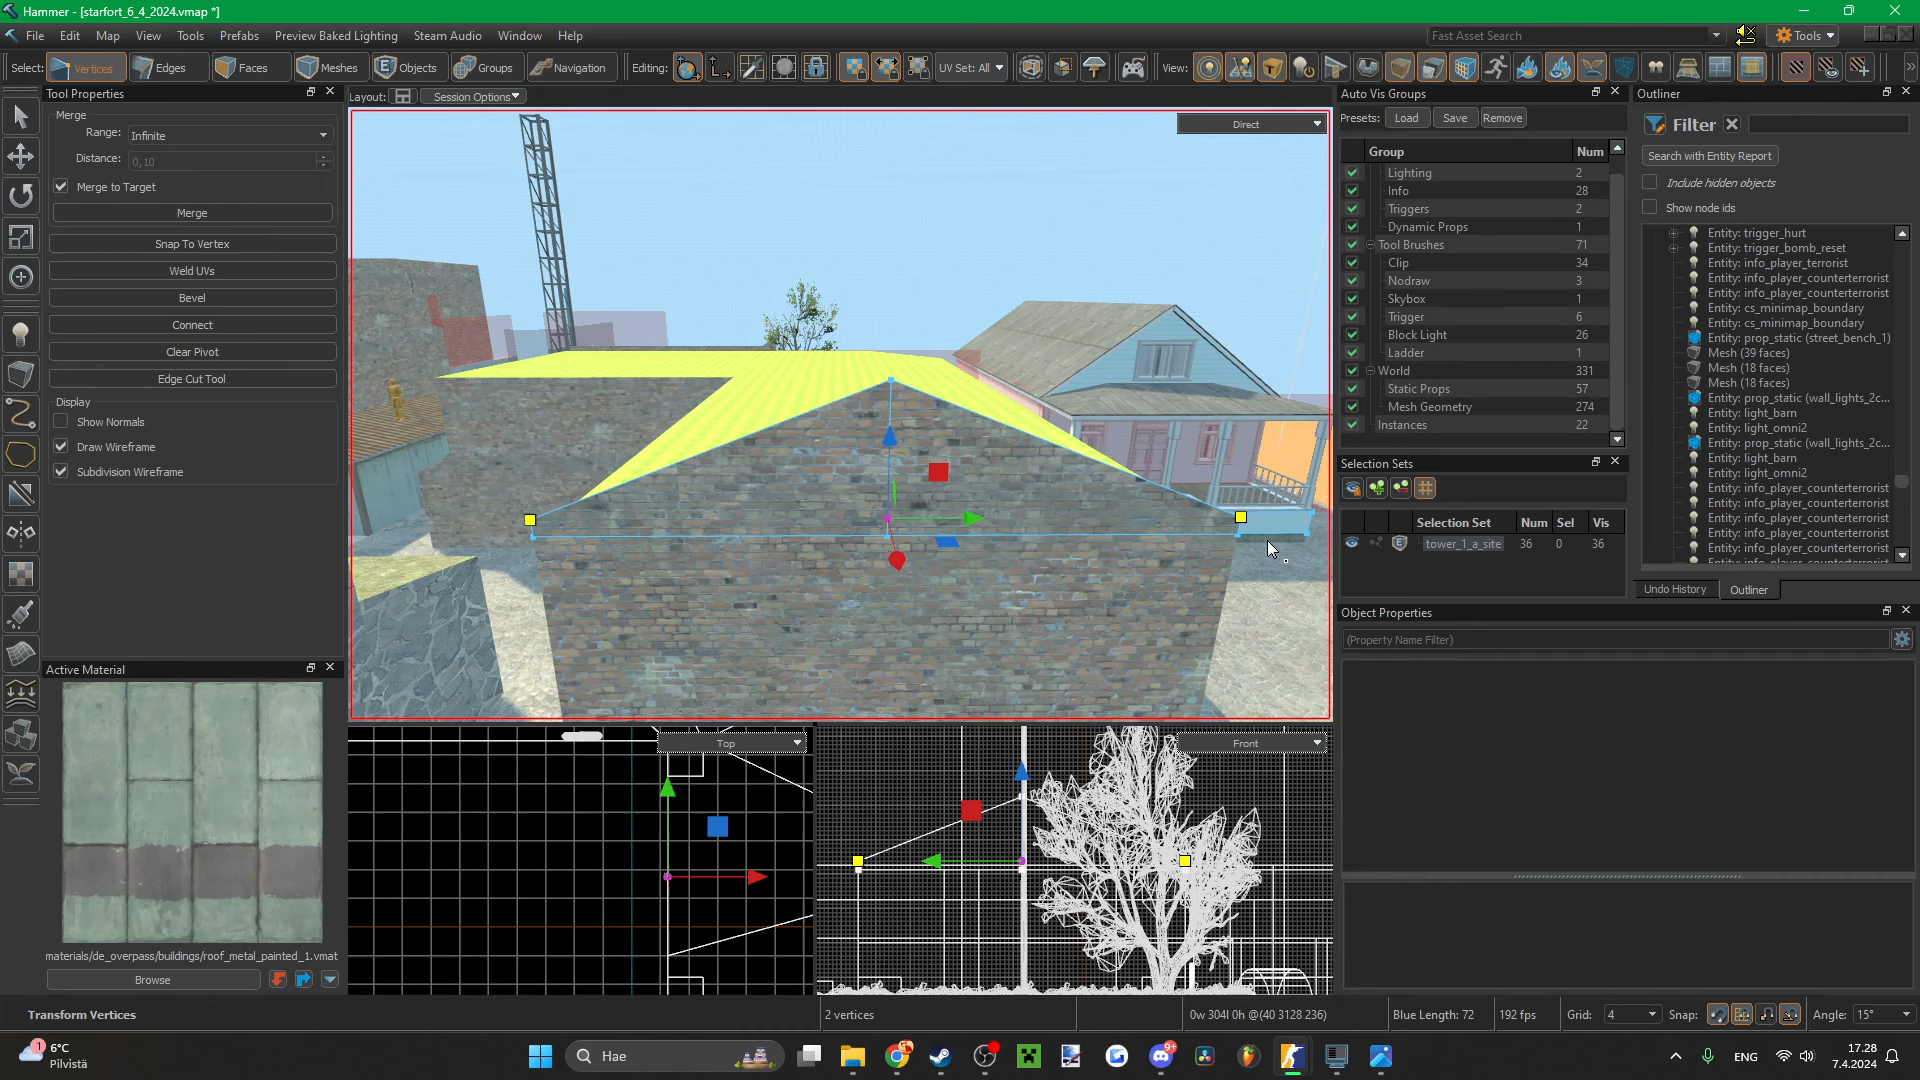 Hammer - [starfort_6_4_2024.vmap *]
File Edit Map View Tools Prefabs Preview Baked Lighting Steam Audio Window Help
Fast Asset Search
Tools
Select: Vertices Edges Faces Meshes Objects Groups Navigation Editing: UV Set: All View:
Tool Properties
Merge
Range: Infinite
Distance: 0,10
Merge to Target
Merge
Snap To Vertex
Weld UVs
Bevel
Connect
Clear Pivot
Edge Cut Tool
Display
Show Normals
Draw Wireframe
Subdivision Wireframe
Active Material
materials/de_overpass/buildings/roof_metal_painted_1.vmat
Browse
Layout: Session Options
Direct
Top
Front
Auto Vis Groups
Presets: Load Save Remove
Group Num
Lighting 2
Info 28
Triggers 2
Dynamic Props 1
Tool Brushes 71
Clip 34
Nodraw 3
Skybox 1
Trigger 6
Block Light 26
Ladder 1
World 331
Static Props 57
Mesh Geometry 274
Instances 22
Selection Sets
Selection Set Num Sel Vis
tower_1_a_site 36 0 36
Outliner
Filter
Search with Entity Report
Include hidden objects
Show node ids
Entity: trigger_hurt
Entity: trigger_bomb_reset
Entity: info_player_terrorist
Entity: info_player_counterterrorist
Entity: info_player_counterterrorist
Entity: cs_minimap_boundary
Entity: cs_minimap_boundary
Entity: prop_static (street_bench_1)
Mesh (39 faces)
Mesh (18 faces)
Mesh (18 faces)
Entity: prop_static (wall_lights_2c...
Entity: light_barn
Entity: light_omni2
Entity: prop_static (wall_lights_2c...
Entity: light_barn
Entity: light_omni2
Entity: info_player_counterterrorist
Entity: info_player_counterterrorist
Entity: info_player_counterterrorist
Entity: info_player_counterterrorist
Entity: info_player_counterterrorist
Entity: info_player_counterterrorist
Undo History Outliner
Object Properties
(Property Name Filter)
Transform Vertices
2 vertices
0w 304l 0h @(40 3128 236)
Blue Length: 72
192 fps
Grid: 4
Snap:
Angle: 15°
1
6°C
Pilvistä
Hae
9+
ENG
17.28
7.4.2024